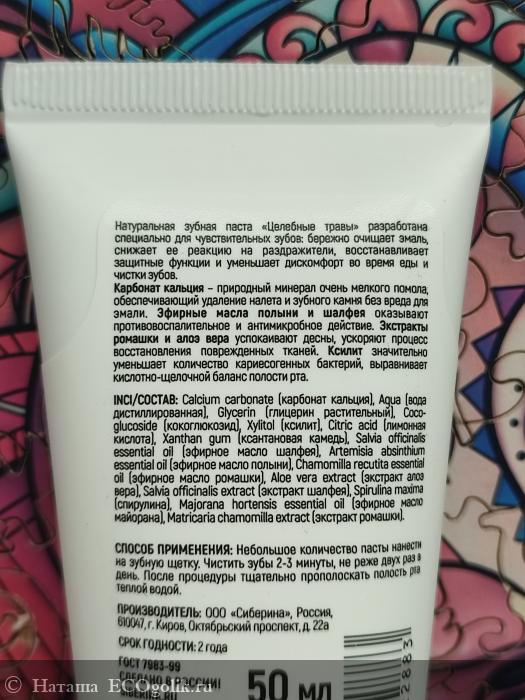 Натуральная зубная паста «Целебные травы» разработана
специально для чувствительных зубов: бережно очищает эмаль,
снижает ее реакцию на раздражители, восстанавливает
защитные функции и уменьшает дискомфорт во время еды и
чистки зубов.
Карбонат кальция – природный минерал очень мелкого помола,
обеспечивающий удаление налета и зубного камня без вреда для
эмали. Эфирные масла полыни и шалфея оказывают
противовоспалительное и антимикробное действие. Экстракты
ромашки и алоэ вера успокаивают десны, ускоряют процесс
восстановления поврежденных тканей. Ксилит значительно
уменьшает количество кариесогенных бактерий, выравнивает
кислотно-щелочной баланс полости рта.
INCI/СОСТАВ: Calcium carbonate (карбонат кальция), Aqua (вода
дистиллированная), Glycerin (глицерин растительный), Coco-
glucoside (кокоглюкозид), Xylitol (ксилит), Citric acid (лимонная
кислота), Xanthan gum (ксантановая камедь), Salvia officinalis
essential oil (эфирное масло шалфея), Artemisia absinthium
essential oil (эфирное масло полыни), Chamomilla recutita essential
oil (эфирное масло ромашки), Aloe vera extract (экстракт алоэ
вера), Salvia officinalis extract (экстракт шалфея), Spirulina maxima
(спирулина), Majorana hortensis essential oil (эфирное масло
майорана), Matricaria chamomilla extract (экстракт ромашки).
СПОСОБ ПРИМЕНЕНИЯ: Небольшое количество пасты нанести
на зубную щетку. Чистить зубы 2-3 минуты, не реже двух раз в
день. После процедуры тщательно прополоскать полость рта
теплой водой.
ПРОИЗВОДИТЕЛЬ: ООО «Сиберина», Россия,
610047, г. Киров, Октябрьский проспект, д. 22а
СРОК ГОДНОСТИ: 2 года
ГОСТ 7983-99
СДЕЛАНО В РОССИИ!
50 мл
Наташа ECOgolik.ru